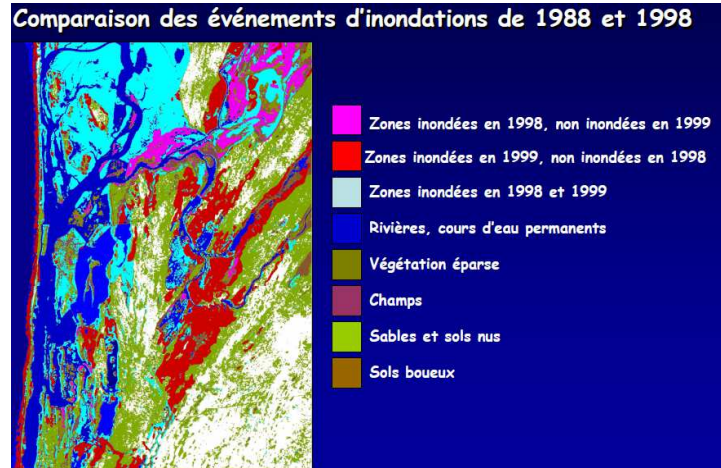 Comparaison des événements d'inondations de 1988 et 1998
Zones inondées en 1998, non inondées en 1999
Zones inondées en 1999, non inondées en 1998
Zones inondées en 1998 et 1999
Rivières, cours d'eau permanents
Végétation éparse
Champs
Sables et sols nus
Sols boueux